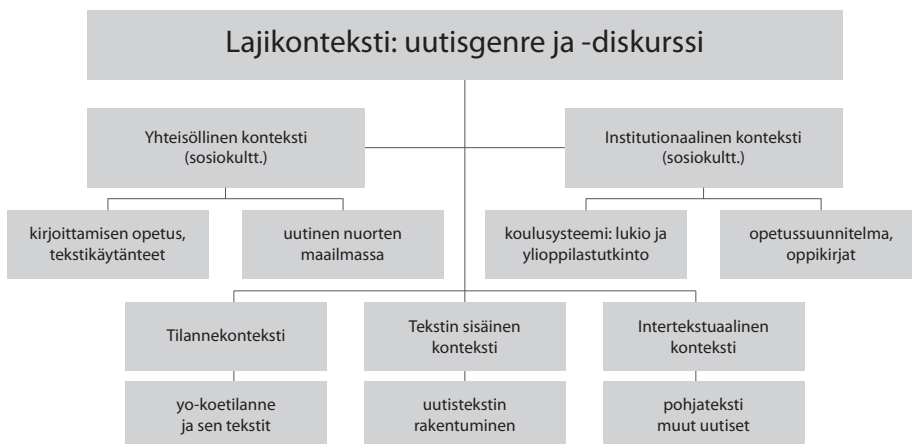 Lajikonteksti: uutisgenre ja -diskurssi
Yhteisöllinen konteksti
(sosiokultt.)
Institutionaalinen konteksti
(sosiokultt.)
kirjoittamisen opetus,
tekstikäytänteet
uutinen nuorten
maailmassa
koulusysteemi: lukio ja
ylioppilastutkinto
opetussuunnitelma,
oppikirjat
Tilannekonteksti
Tekstin sisäinen
konteksti
Intertekstuaalinen
konteksti
yo-koetilanne
ja sen tekstit
uutistekstin
rakentuminen
pohjateksti
muut uutiset